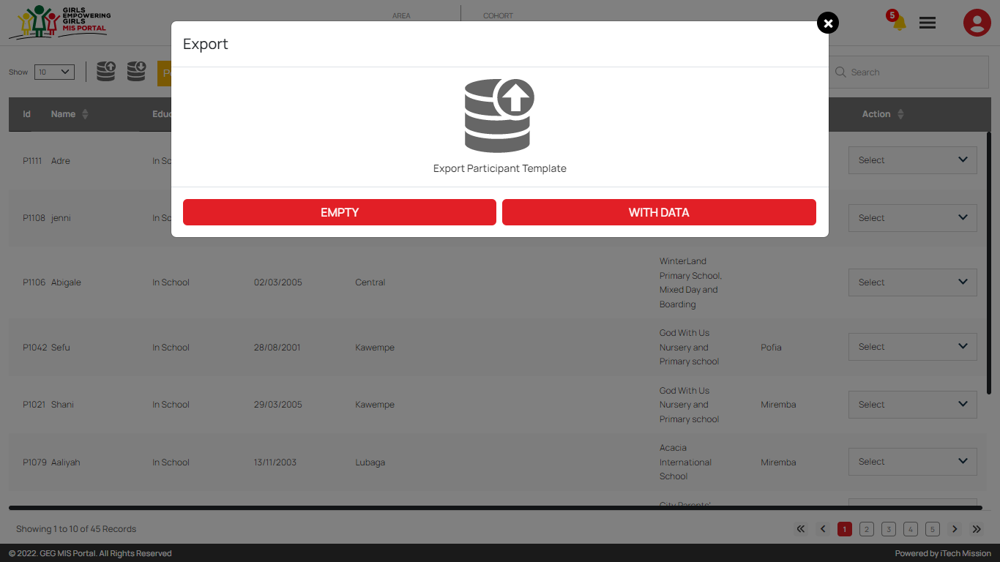 GIRLS
EMPOWERING
GIRLS
MIS PORTAL
AREA
COHORT
5
Export
Show
10
Search
Export Participant Template
EMPTY
WITH DATA
Id
Name
Action
P1111 Adre In Sc Select
P1108 jenni In Sc Select
P1106 Abigale In School 02/03/2005 Central
WinterLand
Primary School,
Mixed Day and
Boarding
Select
P1042 Sefu In School 28/08/2001 Kawempe
God With Us
Nursery and
Primary school
Pofia
Select
P1021 Shani In School 29/03/2005 Kawempe
God With Us
Nursery and
Primary school
Miremba
Select
P1079 Aaliyah In School 13/11/2003 Lubaga
Acacia
International
School
Miremba
Select
City Parents'
Showing 1 to 10 of 45 Records
1 2 3 4 5
© 2022. GEG MIS Portal. All Rights Reserved
Powered by iTech Mission